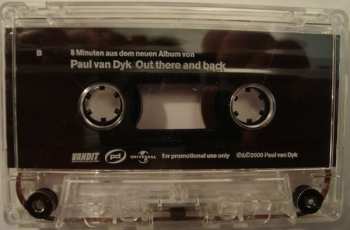 B
8 Minuten aus dem neuen Album von
Paul van Dyk Out there and back
VANDIT pd UNIVERSAL for promotional use only ©&℗2000 Paul van Dyk